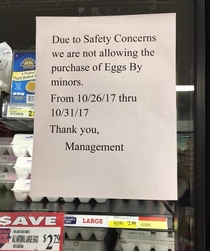 Due to Safety Concerns
we are not allowing the
purchase of Eggs By
minors.
From 10/26/17 thru
10/31/17
Thank you,
Management
SAVE
LARGE
$2